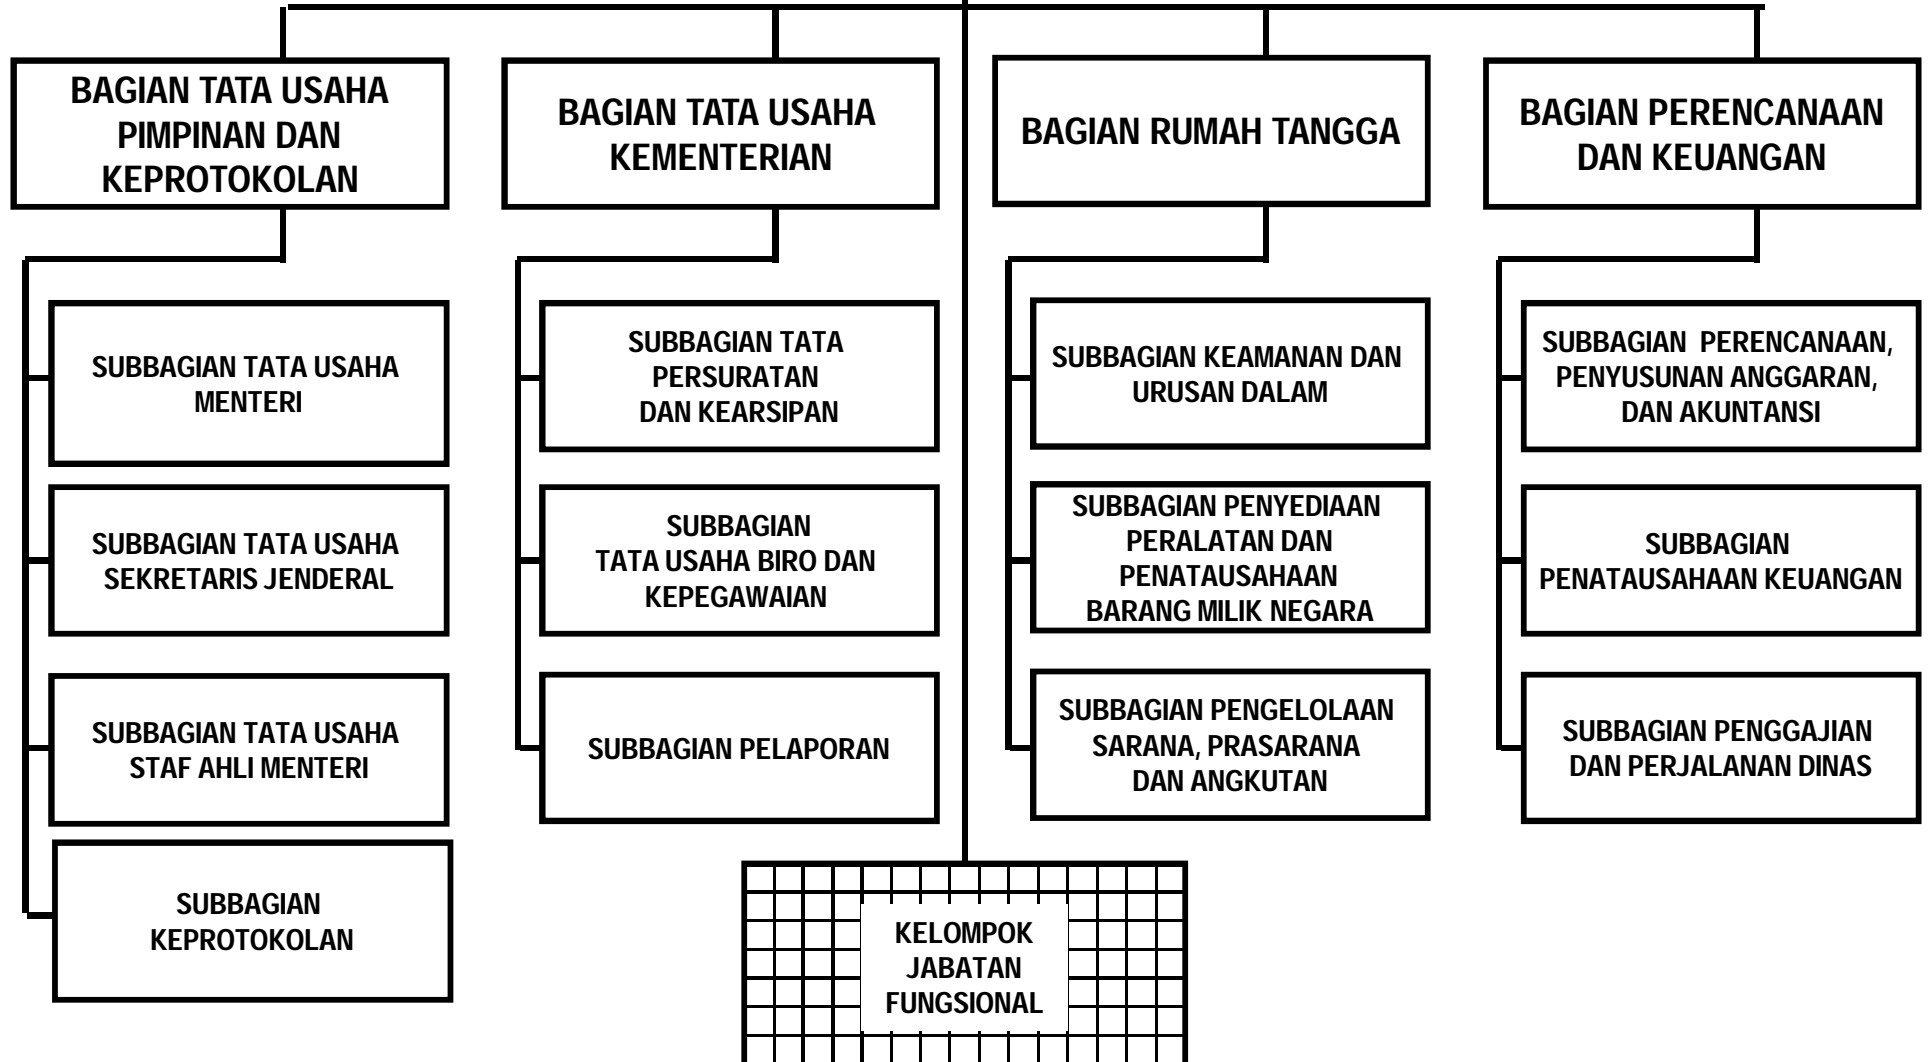 BAGIAN TATA USAHA
PIMPINAN DAN
KEPROTOKOLAN
BAGIAN TATA USAHA
KEMENTERIAN
BAGIAN RUMAH TANGGA
BAGIAN PERENCANAAN
DAN KEUANGAN
SUBBAGIAN TATA USAHA
MENTERI
SUBBAGIAN TATA USAHA
SEKRETARIS JENDERAL
SUBBAGIAN TATA USAHA
STAF AHLI MENTERI
SUBBAGIAN
KEPROTOKOLAN
SUBBAGIAN TATA
PERSURATAN
DAN KEARSIPAN
SUBBAGIAN
TATA USAHA BIRO DAN
KEPEGAWAIAN
SUBBAGIAN PELAPORAN
SUBBAGIAN KEAMANAN DAN
URUSAN DALAM
SUBBAGIAN PENYEDIAAN
PERALATAN DAN
PENATAUSAHAAN
BARANG MILIK NEGARA
SUBBAGIAN PENGELOLAAN
SARANA, PRASARANA
DAN ANGKUTAN
SUBBAGIAN PERENCANAAN,
PENYUSUNAN ANGGARAN,
DAN AKUNTANSI
SUBBAGIAN
PENATAUSAHAAN KEUANGAN
SUBBAGIAN PENGGAJIAN
DAN PERJALANAN DINAS
KELOMPOK
JABATAN
FUNGSIONAL